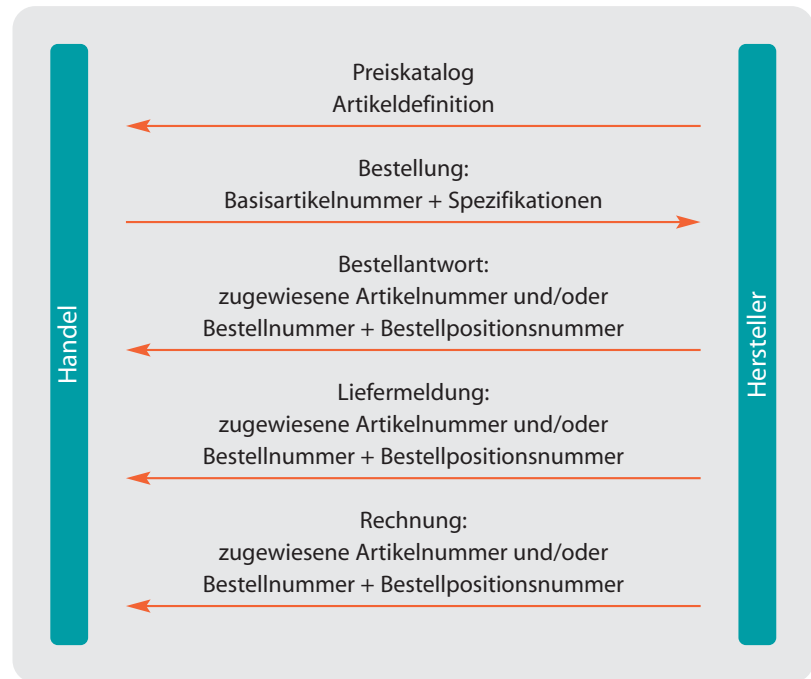 Preiskatalog
Artikeldefinition
Bestellung:
Basisartikelnummer + Spezifikationen
Bestellantwort:
zugewiesene Artikelnummer und/oder
Bestellnummer + Bestellpositionsnummer
Liefermeldung:
zugewiesene Artikelnummer und/oder
Bestellnummer + Bestellpositionsnummer
Rechnung:
zugewiesene Artikelnummer und/oder
Bestellnummer + Bestellpositionsnummer
Handel
Hersteller